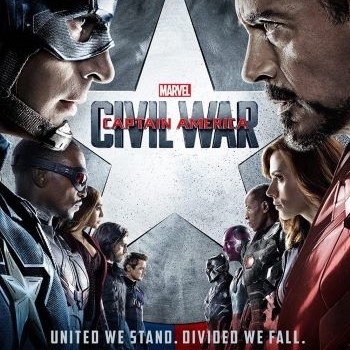 MARVEL
CIVIL WAR
CAPTAIN AMERICA
UNITED WE STAND. DIVIDED WE FALL.